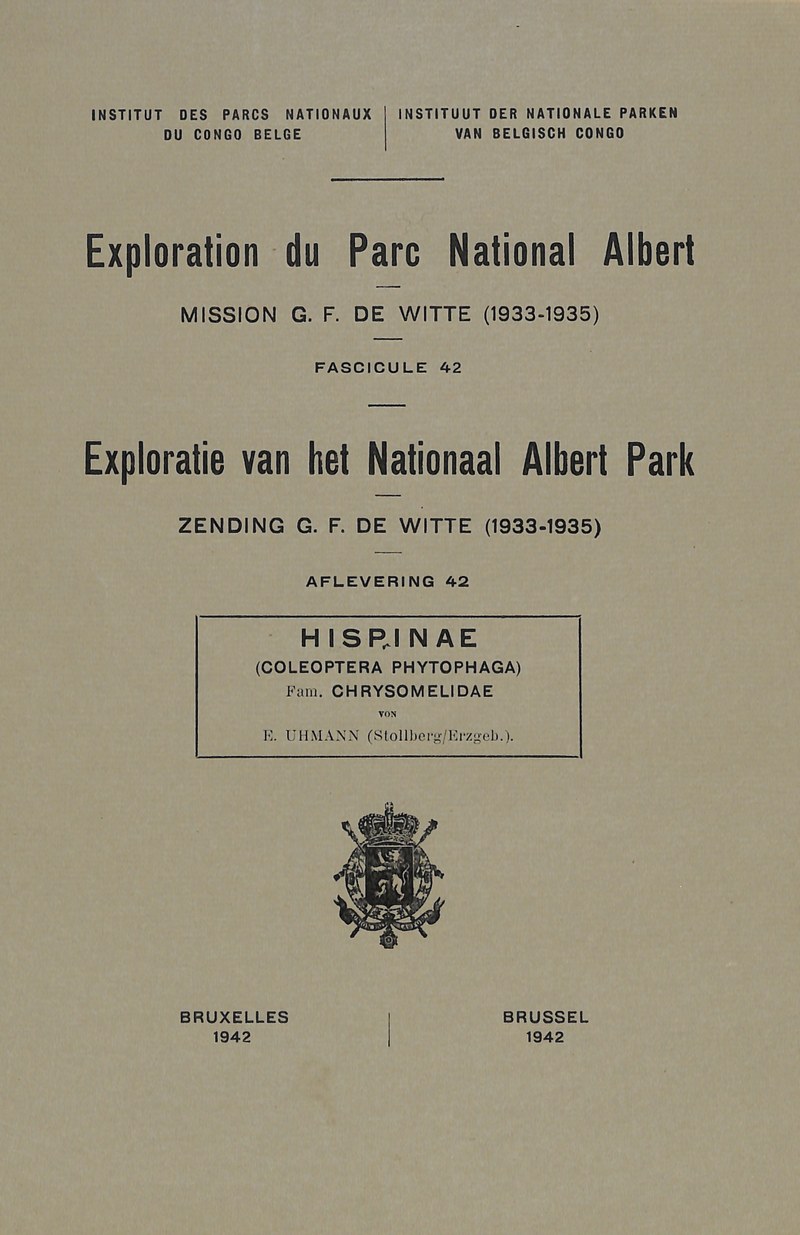 INSTITUT DES PARCS NATIONAUX
DU CONGO BELGE
INSTITUUT DER NATIONALE PARKEN
VAN BELGISCH CONGO
Exploration du Parc National Albert
MISSION G. F. DE WITTE (1933-1935)
FASCICULE 42
Exploratie van het Nationaal Albert Park
ZENDING G. F. DE WITTE (1933-1935)
AFLEVERING 42
HISPINAE
(COLEOPTERA PHYTOPHAGA)
Fam. CHRYSOMELIDAE
VON
E. UHMANN (Stollberg/Erzgeb.).
BRUXELLES
1942
BRUSSEL
1942